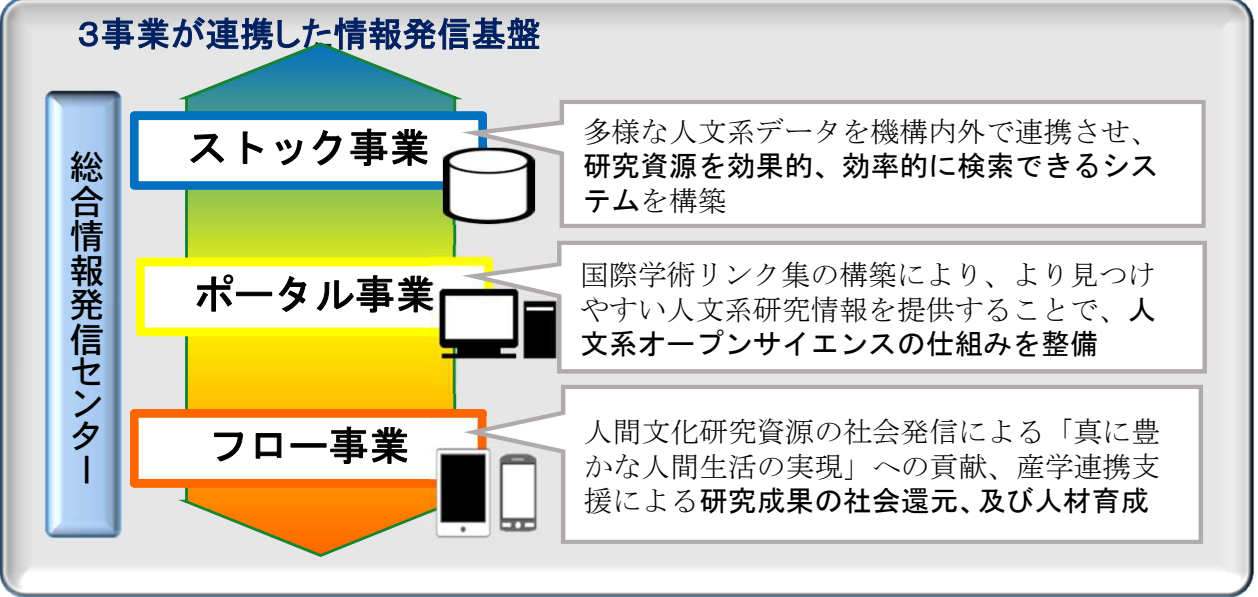 3事業が連携した情報発信基盤
総合情報発信センター
ストック事業
多様な人文系データを機構内外で連携させ、
研究資源を効果的、効率的に検索できるシス
テムを構築
ポータル事業
国際学術リンク集の構築により、より見つけ
やすい人文系研究情報を提供することで、人
文系オープンサイエンスの仕組みを整備
フロー事業
人間文化研究資源の社会発信による「真に豊
かな人間生活の実現」への貢献、産学連携支
援による研究成果の社会還元、及び人材育成